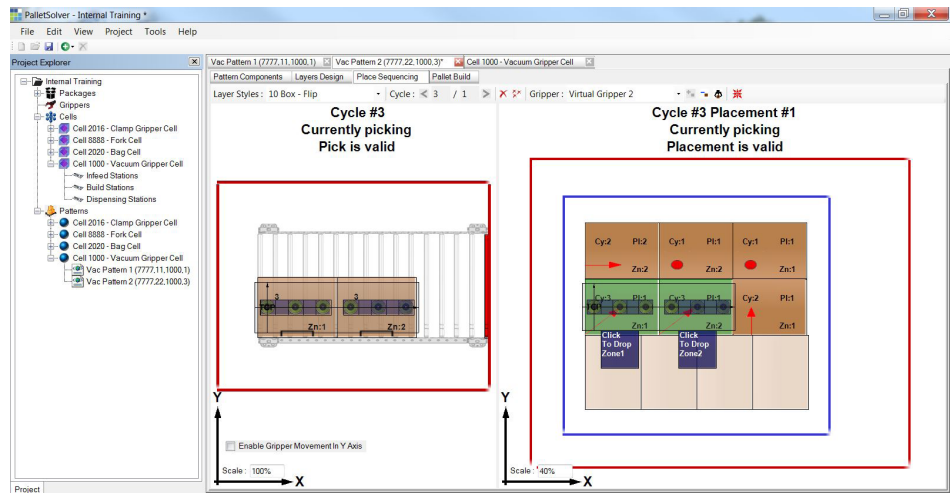 PalletSolver - Internal Training *
File Edit View Project Tools Help
Project Explorer
Internal Training
Packages
Grippers
Cells
Cell 2016 - Clamp Gripper Cell
Cell 8888 - Fork Cell
Cell 2020 - Bag Cell
Cell 1000 - Vacuum Gripper Cell
Infeed Stations
Build Stations
Dispensing Stations
Patterns
Cell 2016 - Clamp Gripper Cell
Cell 8888 - Fork Cell
Cell 2020 - Bag Cell
Cell 1000 - Vacuum Gripper Cell
Vac Pattern 1 (7777,11,1000,1)
Vac Pattern 2 (7777,22,1000,3)
Project
Vac Pattern 1 (7777,11,1000,1) Vac Pattern 2 (7777,22,1000,3)* Cell 1000 - Vacuum Gripper Cell
Pattern Components Layers Design Place Sequencing Pallet Build
Layer Styles : 10 Box - Flip Cycle : < 3 / 1 > Gripper : Virtual Gripper 2
Cycle #3
Currently picking
Pick is valid
3 3
TOP
Zn:1 Zn:2
Y
Enable Gripper Movement In Y Axis
Scale : 100%
X
Cycle #3 Placement #1
Currently picking
Placement is valid
Cy:2 Pl:2 Cy:1 Pl:1 Cy:1 Pl:1
Zn:2 Zn:2 Zn:1
Cy:3 Pl:1 Cy:3 Pl:1 Cy:2 Pl:1
TOP
Zn:1 Zn:2 Zn:1
Click Click
To Drop To Drop
Zone1 Zone2
Y
Scale : 40%
X